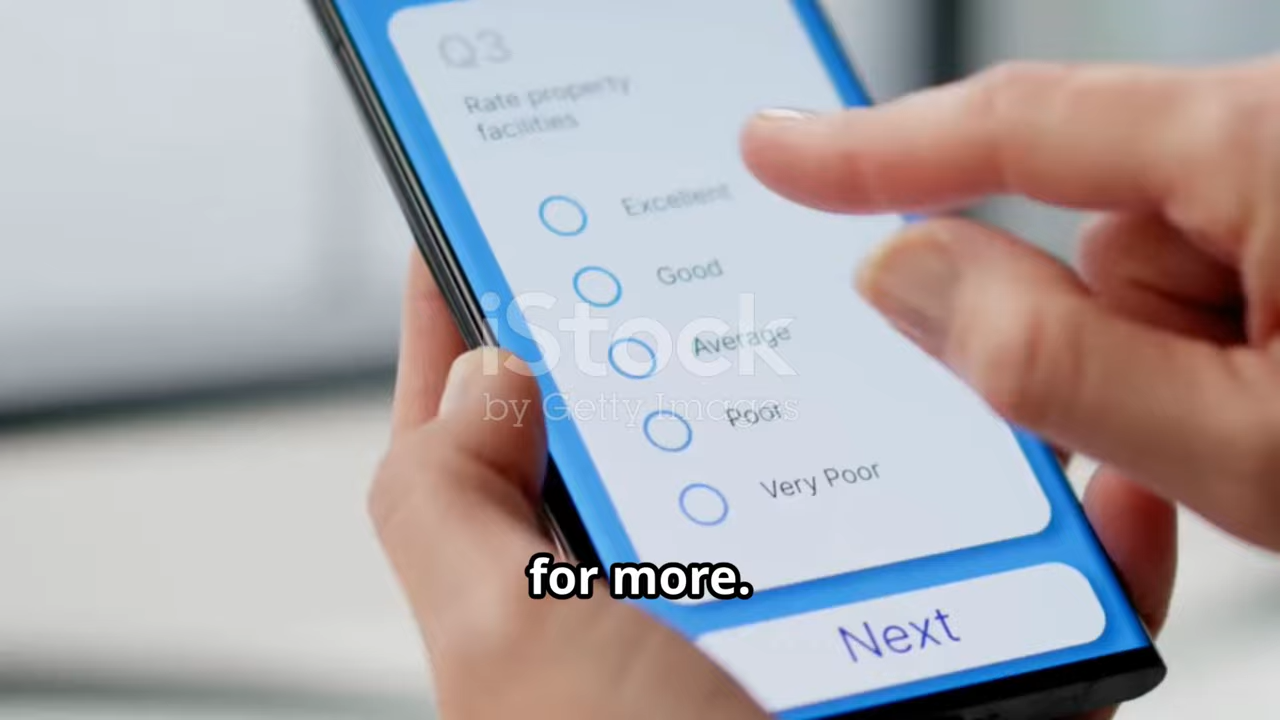 Q3
Rate property
facilities
Excellent
Good
Average
Poor
Very Poor
iStock
by Getty Images
for more.
Next